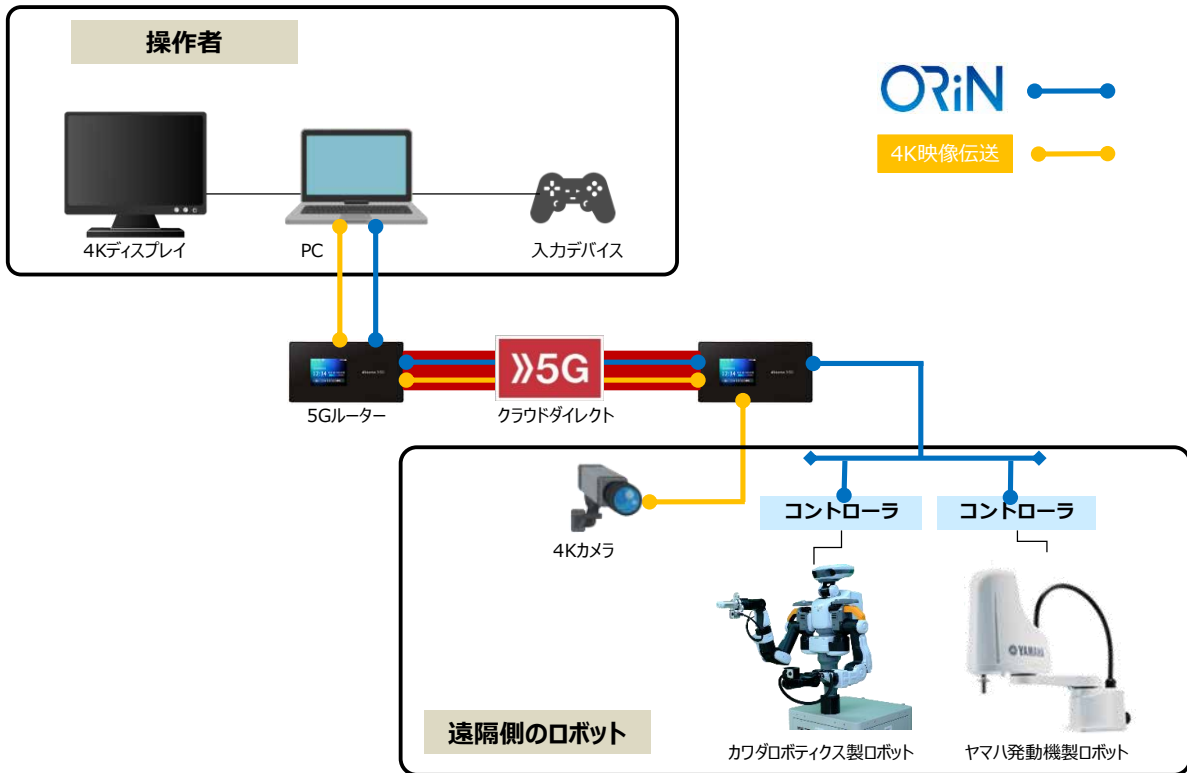 操作者
ORiN
4K映像伝送
4Kディスプレイ
PC
入力デバイス
5G
5Gルーター
クラウドダイレクト
4Kカメラ
コントローラ
コントローラ
YAMAHA
遠隔側のロボット
カワダロボティクス製ロボット
ヤマハ発動機製ロボット